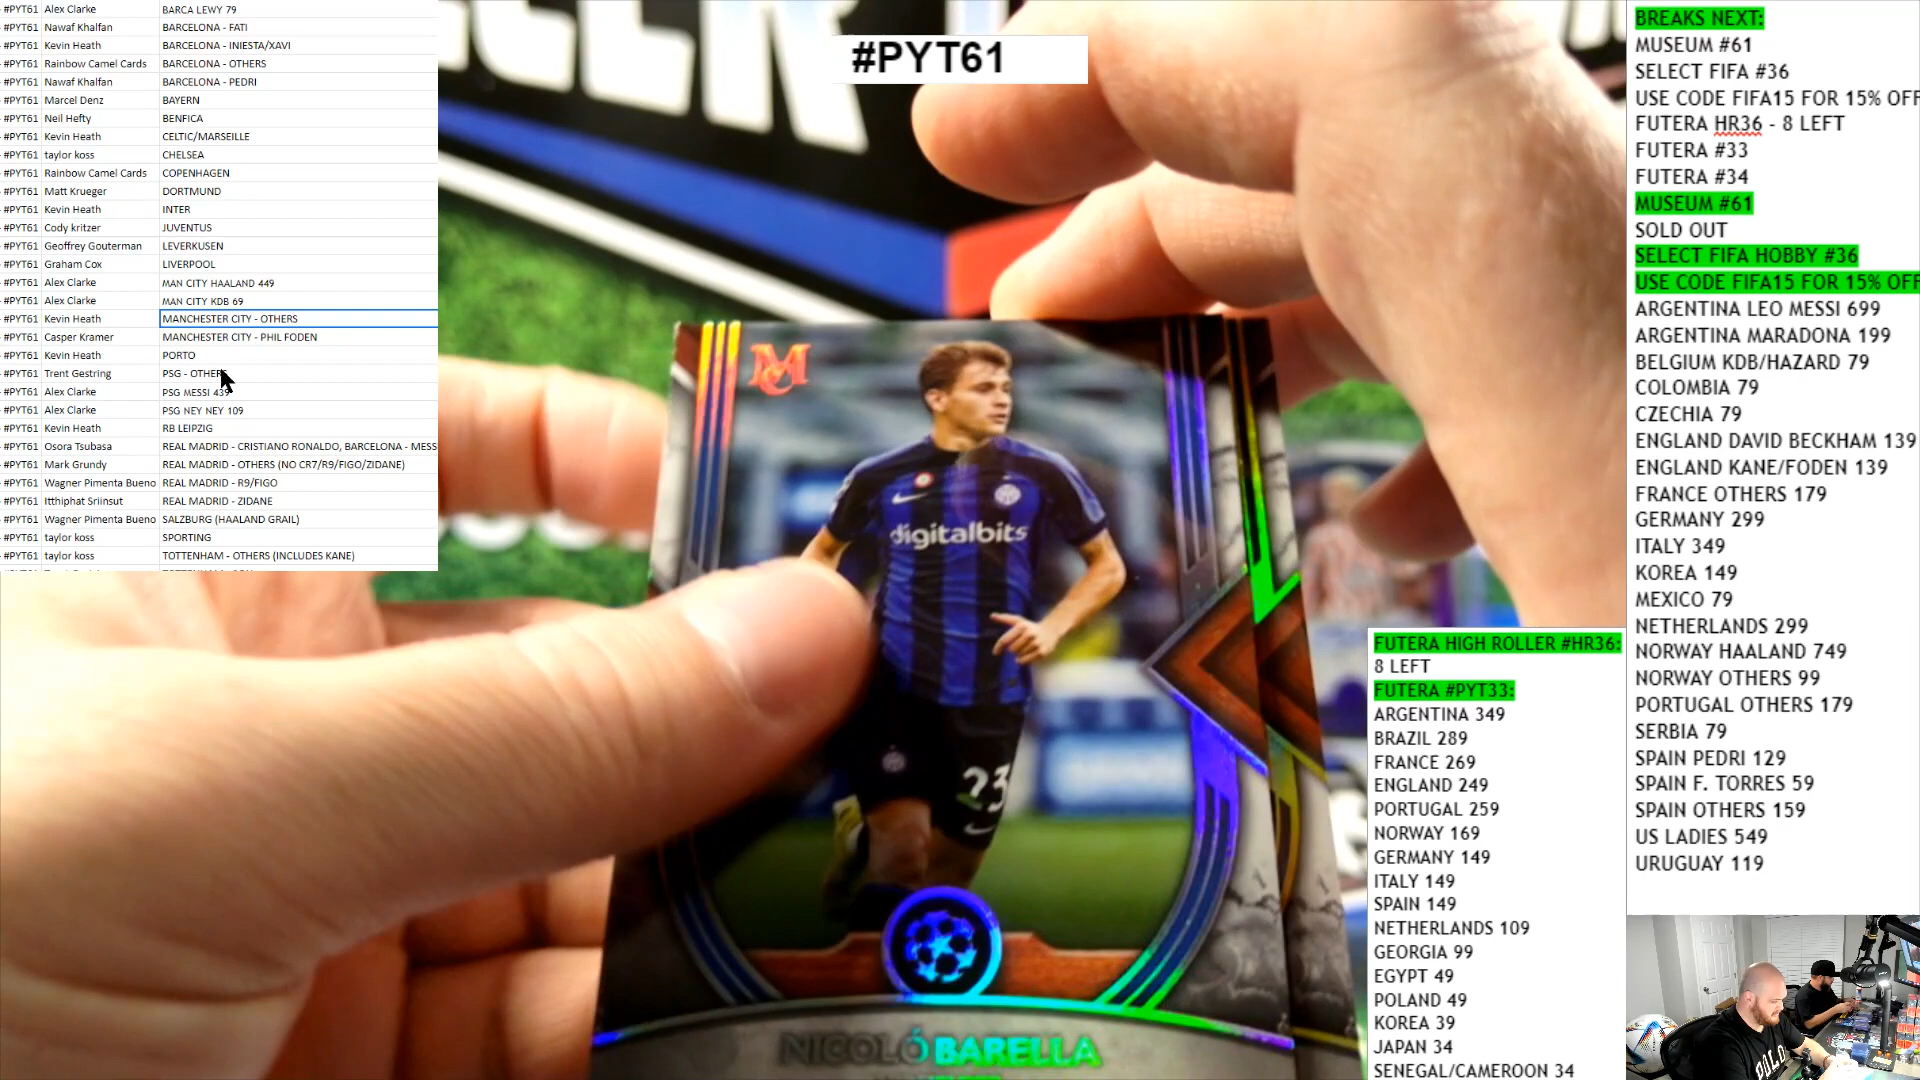 #PYT61 Alex Clarke BARCA LEWY 79
#PYT61 Nawaf Khalfan BARCELONA - FATI
#PYT61 Kevin Heath BARCELONA - INIESTA/XAVI
#PYT61 Rainbow Camel Cards BARCELONA - OTHERS
#PYT61 Nawaf Khalfan BARCELONA - PEDRI
#PYT61 Marcel Denz BAYERN
#PYT61 Neil Hefty BENFICA
#PYT61 Kevin Heath CELTIC/MARSEILLE
#PYT61 taylor koss CHELSEA
#PYT61 Rainbow Camel Cards COPENHAGEN
#PYT61 Matt Krueger DORTMUND
#PYT61 Kevin Heath INTER
#PYT61 Cody kritzer JUVENTUS
#PYT61 Geoffrey Gouterman LEVERKUSEN
#PYT61 Graham Cox LIVERPOOL
#PYT61 Alex Clarke MAN CITY HAALAND 449
#PYT61 Alex Clarke MAN CITY KDB 69
#PYT61 Kevin Heath MANCHESTER CITY - OTHERS
#PYT61 Casper Kramer MANCHESTER CITY - PHIL FODEN
#PYT61 Kevin Heath PORTO
#PYT61 Trent Gestring PSG - OTHERS
#PYT61 Alex Clarke PSG MESSI 439
#PYT61 Alex Clarke PSG NEY NEY 109
#PYT61 Kevin Heath RB LEIPZIG
#PYT61 Osora Tsubasa REAL MADRID - CRISTIANO RONALDO, BARCELONA - MESS
#PYT61 Mark Grundy REAL MADRID - OTHERS (NO CR7/R9/FIGO/ZIDANE)
#PYT61 Wagner Pimenta Bueno REAL MADRID - R9/FIGO
#PYT61 Itthiphat Sriinsut REAL MADRID - ZIDANE
#PYT61 Wagner Pimenta Bueno SALZBURG (HAALAND GRAIL)
#PYT61 taylor koss SPORTING
#PYT61 taylor koss TOTTENHAM - OTHERS (INCLUDES KANE)
#PYT61
MC
digitalbits
23
NICOLÓ BARELLA
BREAKS NEXT:
MUSEUM #61
SELECT FIFA #36
USE CODE FIFA15 FOR 15% OFF
FUTERA HR36 - 8 LEFT
FUTERA #33
FUTERA #34
MUSEUM #61
SOLD OUT
SELECT FIFA HOBBY #36
USE CODE FIFA15 FOR 15% OFF
ARGENTINA LEO MESSI 699
ARGENTINA MARADONA 199
BELGIUM KDB/HAZARD 79
COLOMBIA 79
CZECHIA 79
ENGLAND DAVID BECKHAM 139
ENGLAND KANE/FODEN 139
FRANCE OTHERS 179
GERMANY 299
ITALY 349
KOREA 149
MEXICO 79
NETHERLANDS 299
NORWAY HAALAND 749
NORWAY OTHERS 99
PORTUGAL OTHERS 179
SERBIA 79
SPAIN PEDRI 129
SPAIN F. TORRES 59
SPAIN OTHERS 159
US LADIES 549
URUGUAY 119
FUTERA HIGH ROLLER #HR36:
8 LEFT
FUTERA #PYT33:
ARGENTINA 349
BRAZIL 289
FRANCE 269
ENGLAND 249
PORTUGAL 259
NORWAY 169
GERMANY 149
ITALY 149
SPAIN 149
NETHERLANDS 109
GEORGIA 99
EGYPT 49
POLAND 49
KOREA 39
JAPAN 34
SENEGAL/CAMEROON 34
POLO